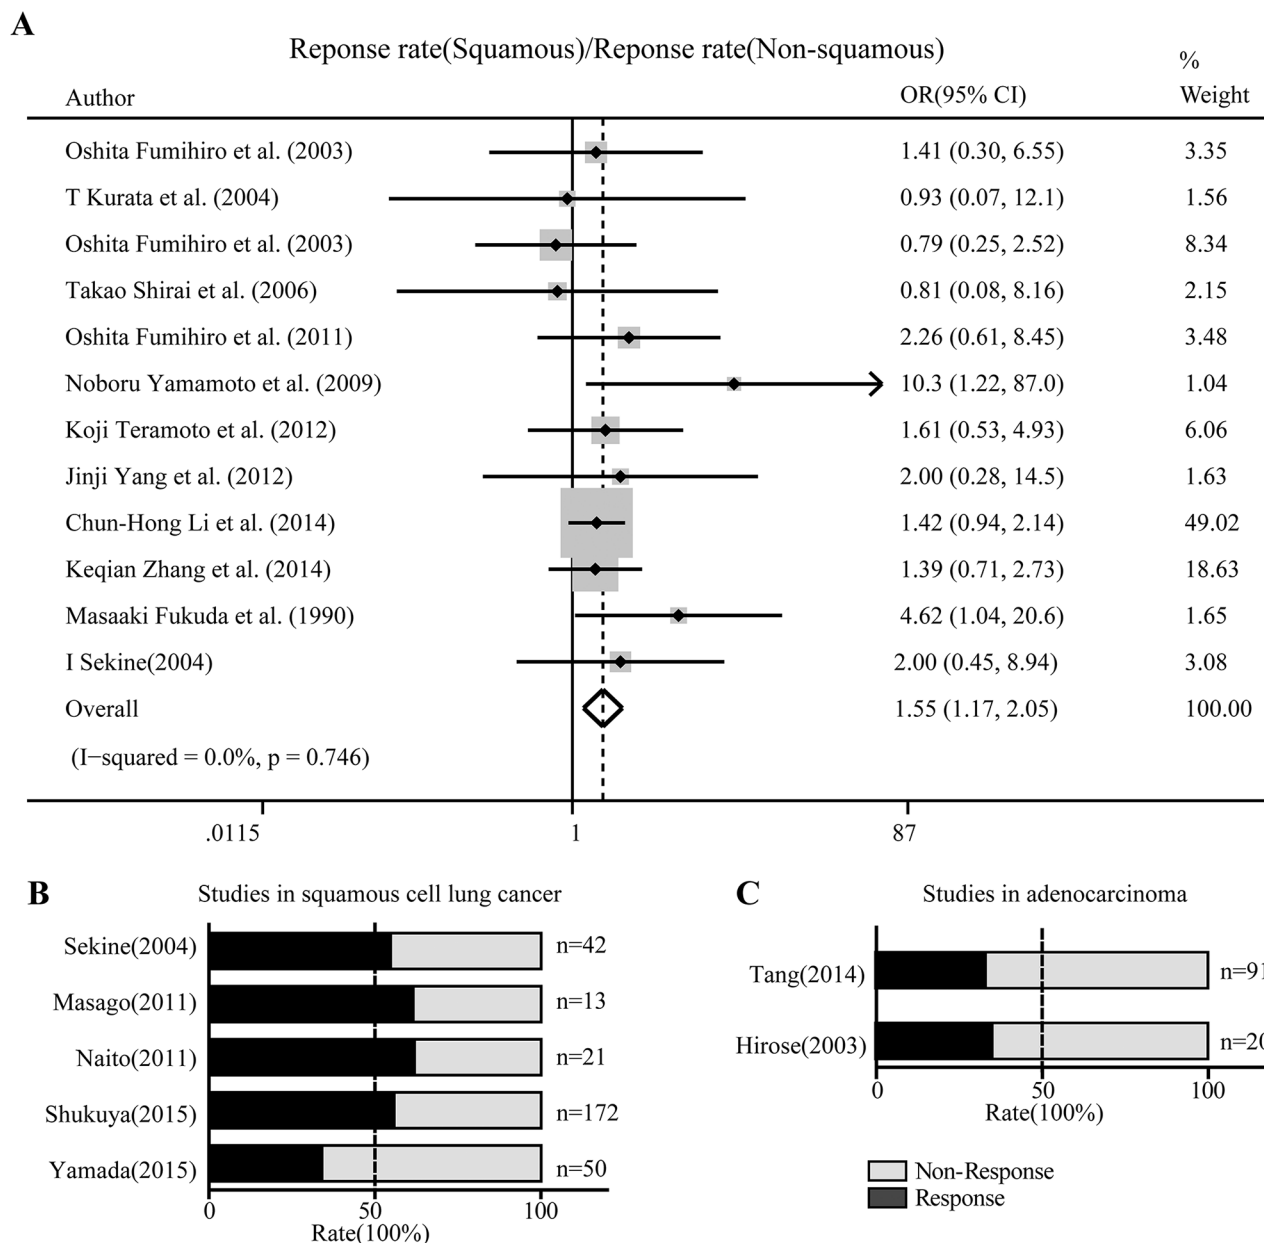 A
Reponse rate(Squamous)/Reponse rate(Non-squamous)
%
Author OR(95% CI) Weight
Oshita Fumihiro et al. (2003) 1.41 (0.30, 6.55) 3.35
T Kurata et al. (2004) 0.93 (0.07, 12.1) 1.56
Oshita Fumihiro et al. (2003) 0.79 (0.25, 2.52) 8.34
Takao Shirai et al. (2006) 0.81 (0.08, 8.16) 2.15
Oshita Fumihiro et al. (2011) 2.26 (0.61, 8.45) 3.48
Noboru Yamamoto et al. (2009) 10.3 (1.22, 87.0) 1.04
Koji Teramoto et al. (2012) 1.61 (0.53, 4.93) 6.06
Jinji Yang et al. (2012) 2.00 (0.28, 14.5) 1.63
Chun-Hong Li et al. (2014) 1.42 (0.94, 2.14) 49.02
Keqian Zhang et al. (2014) 1.39 (0.71, 2.73) 18.63
Masaaki Fukuda et al. (1990) 4.62 (1.04, 20.6) 1.65
I Sekine(2004) 2.00 (0.45, 8.94) 3.08
Overall 1.55 (1.17, 2.05) 100.00
(I−squared = 0.0%, p = 0.746)
.0115 1 87
B
Studies in squamous cell lung cancer
Sekine(2004) n=42
Masago(2011) n=13
Naito(2011) n=21
Shukuya(2015) n=172
Yamada(2015) n=50
0 50 100
Rate(100%)
C
Studies in adenocarcinoma
Tang(2014) n=91
Hirose(2003) n=20
0 50 100
Rate(100%)
Non-Response
Response